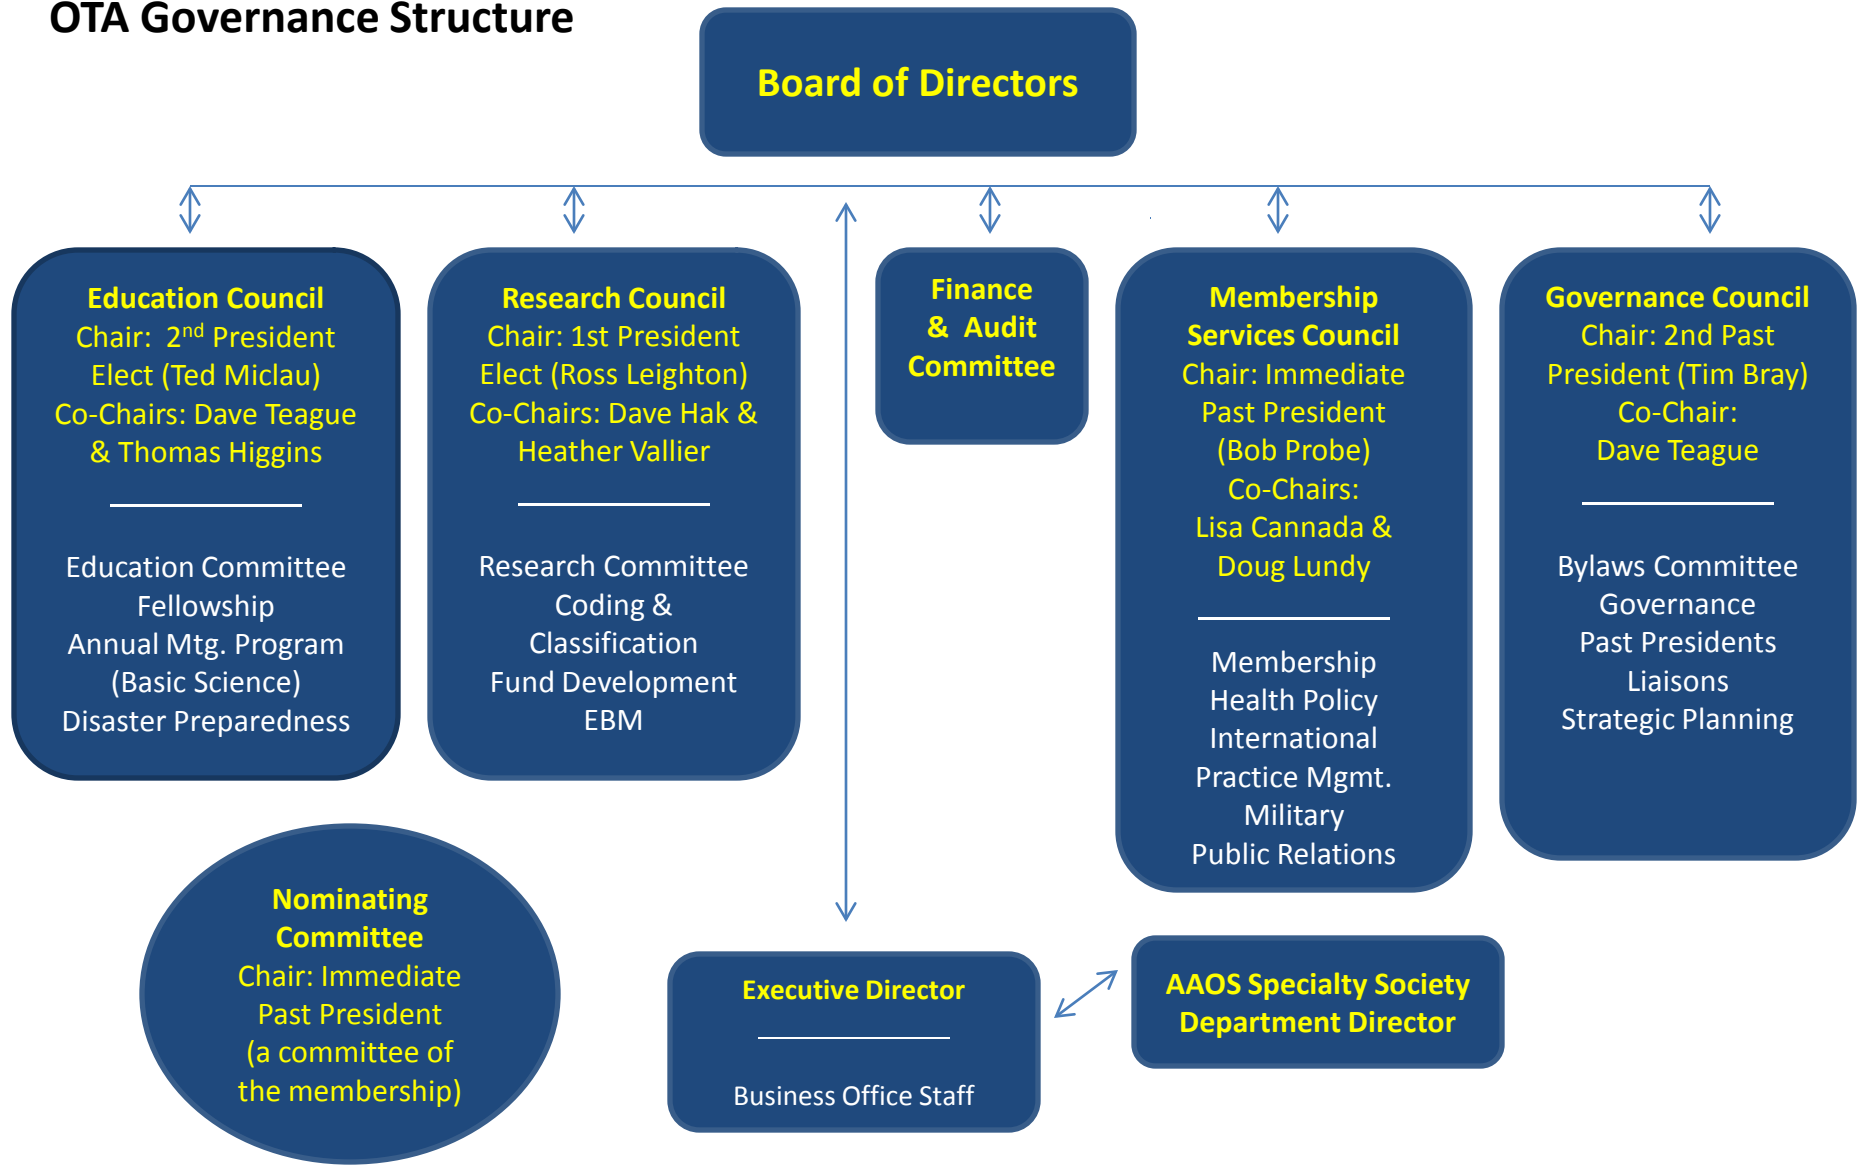 OTA Governance Structure
Board of Directors
Education Council
Chair:  2nd President
Elect (Ted Miclau)
Co-Chairs: Dave Teague
& Thomas Higgins
Education Committee
Fellowship
Annual Mtg. Program
(Basic Science)
Disaster Preparedness
Research Council
Chair: 1st President
Elect (Ross Leighton)
Co-Chairs: Dave Hak &
Heather Vallier
Research Committee
Coding &
Classification
Fund Development
EBM
Finance
&  Audit
Committee
Membership
Services Council
Chair: Immediate
Past President
(Bob Probe)
Co-Chairs:
Lisa Cannada &
Doug Lundy
Membership
Health Policy
International
Practice Mgmt.
Military
Public Relations
Governance Council
Chair: 2nd Past
President (Tim Bray)
Co-Chair:
Dave Teague
Bylaws Committee
Governance
Past Presidents
Liaisons
Strategic Planning
Nominating
Committee
Chair: Immediate
Past President
(a committee of
the membership)
Executive Director
Business Office Staff
AAOS Specialty Society
Department Director